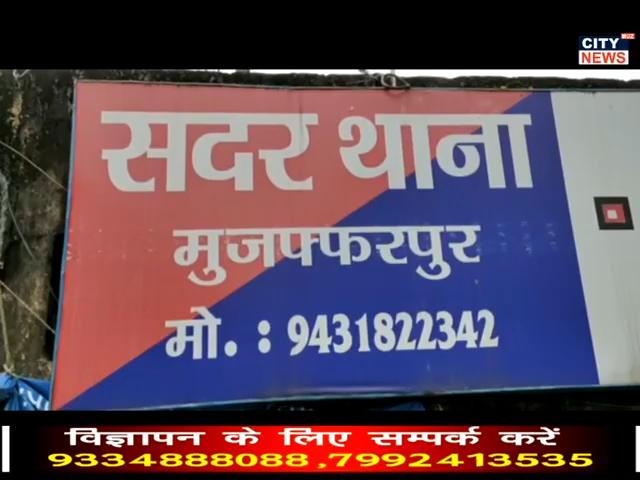 CITY
NEWS
सदर थाना
मुजफ्फरपुर
मो. : 9431822342
विज्ञापन के लिए सम्पर्क करें
9334888088 ,7992413535